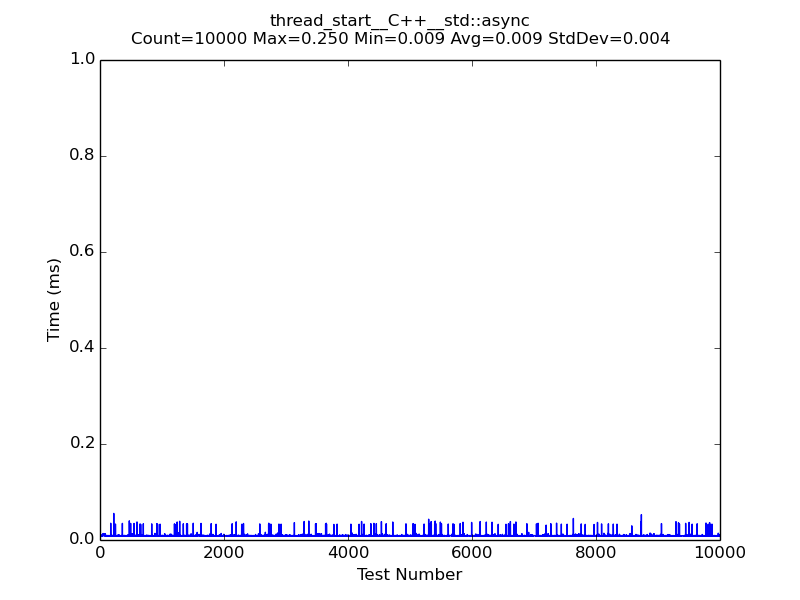 thread_start__C++__std::async
Count=10000 Max=0.250 Min=0.009 Avg=0.009 StdDev=0.004
1.0
0.8
0.6
0.4
0.2
0.0
Time (ms)
0 2000 4000 6000 8000 10000
Test Number